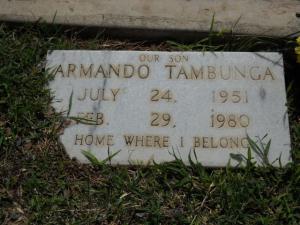 OUR SON
ARMANDO TAMBUNGA
JULY 24, 1951
FEB. 29, 1980
HOME WHERE I BELONG